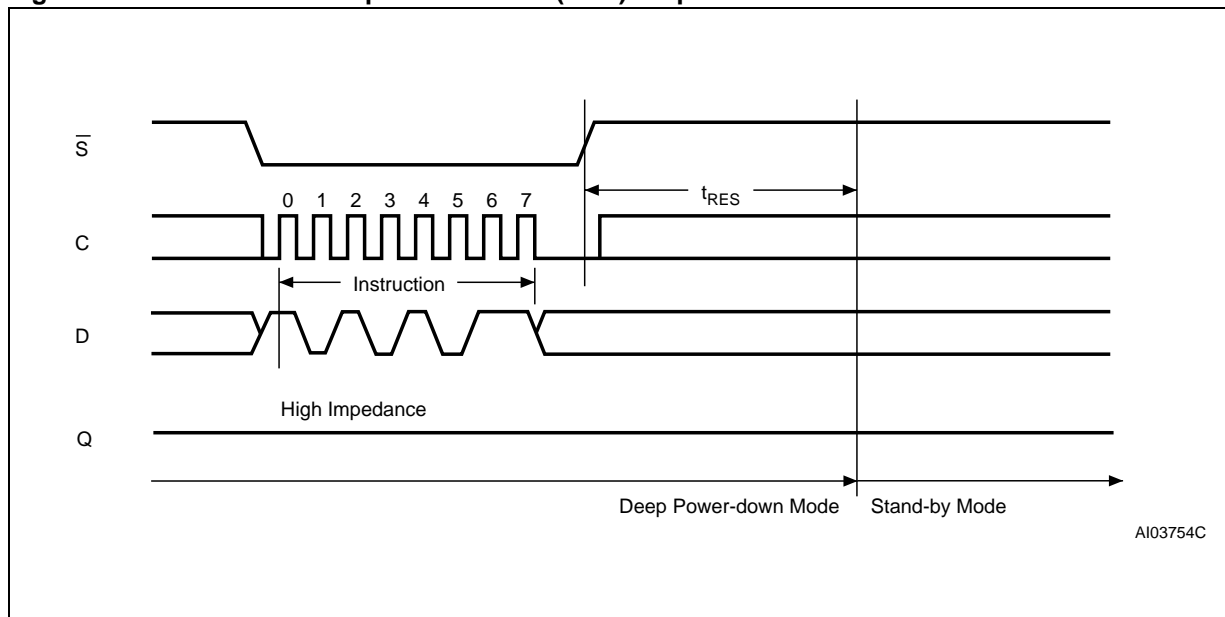 S
tRES
0 1 2 3 4 5 6 7
C
Instruction
D
High Impedance
Q
Deep Power-down Mode Stand-by Mode
AI03754C